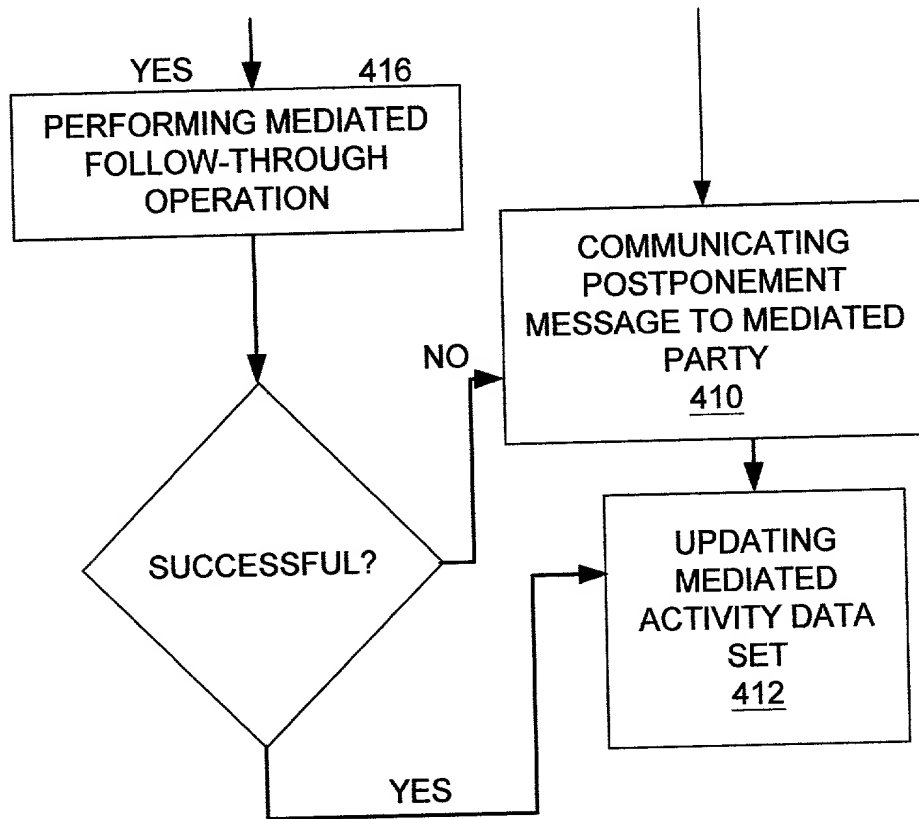 YES
416
PERFORMING MEDIATED
FOLLOW-THROUGH
OPERATION
COMMUNICATING
POSTPONEMENT
MESSAGE TO MEDIATED
PARTY
410
NO
SUCCESSFUL?
UPDATING
MEDIATED
ACTIVITY DATA
SET
412
YES